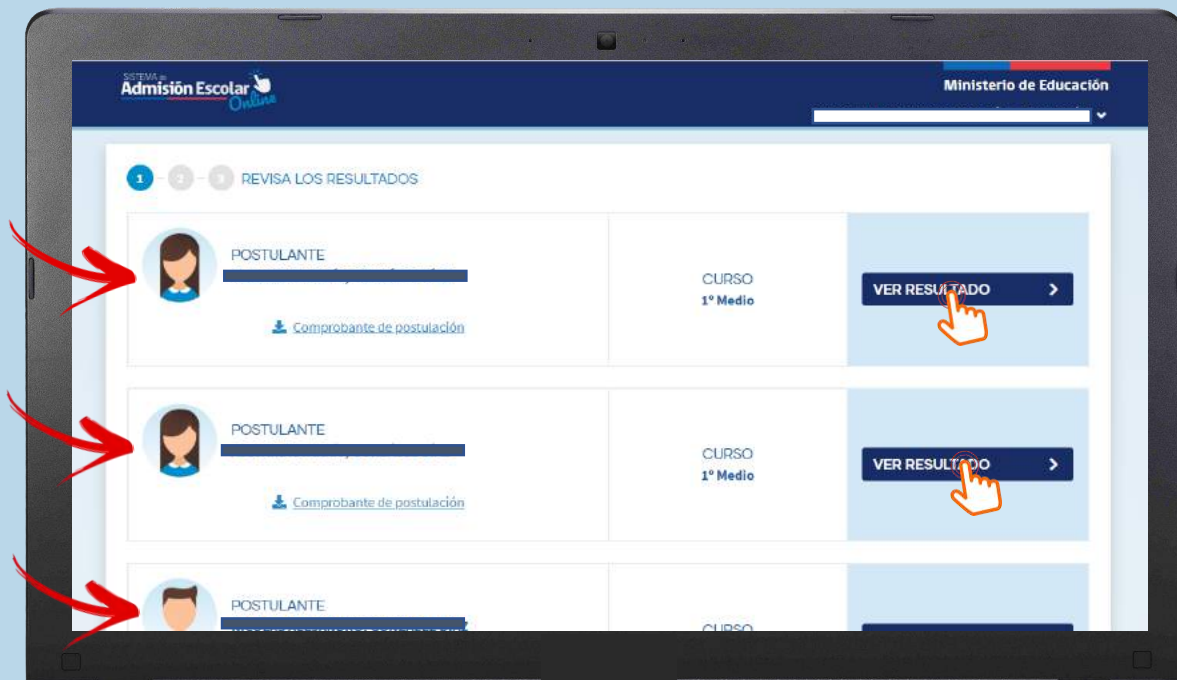 SISTEMA de
Admisión Escolar
Online
Ministerio de Educación
1 - 2 - 3 REVISA LOS RESULTADOS
POSTULANTE
CURSO
1° Medio
VER RESULTADO
Comprobante de postulación
POSTULANTE
CURSO
1° Medio
VER RESULTADO
Comprobante de postulación
POSTULANTE
CURSO